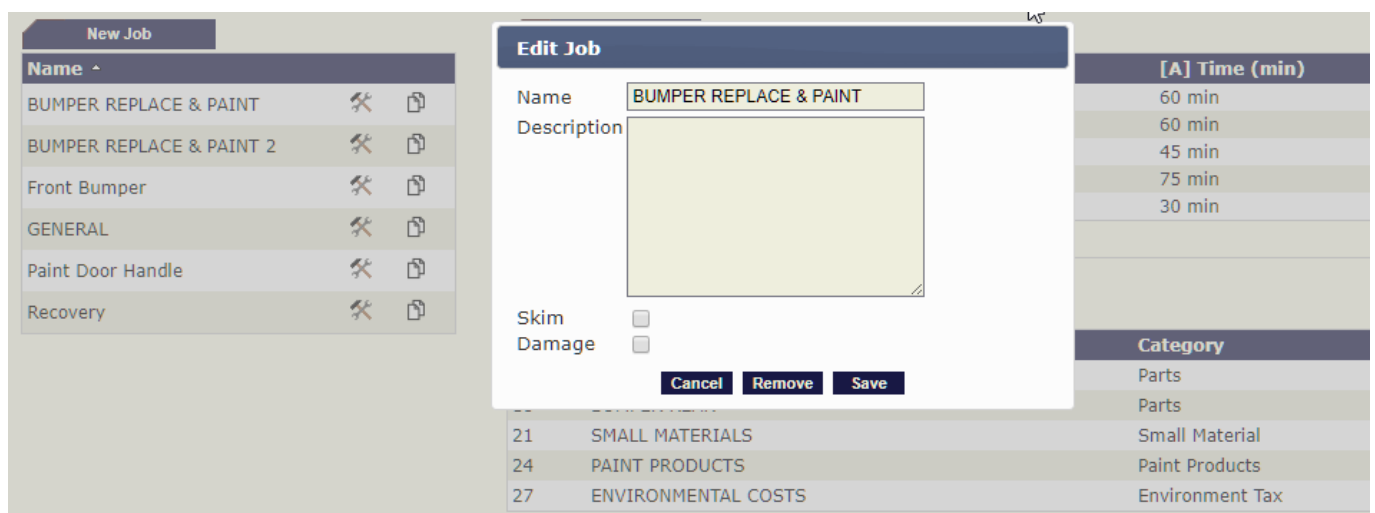 New Job
Name
BUMPER REPLACE & PAINT
BUMPER REPLACE & PAINT 2
Front Bumper
GENERAL
Paint Door Handle
Recovery
Edit Job
Name BUMPER REPLACE & PAINT
Description
Skim
Damage
Cancel Remove Save
[A] Time (min)
60 min
60 min
45 min
75 min
30 min
Category
Parts
Parts
21 SMALL MATERIALS Small Material
24 PAINT PRODUCTS Paint Products
27 ENVIRONMENTAL COSTS Environment Tax